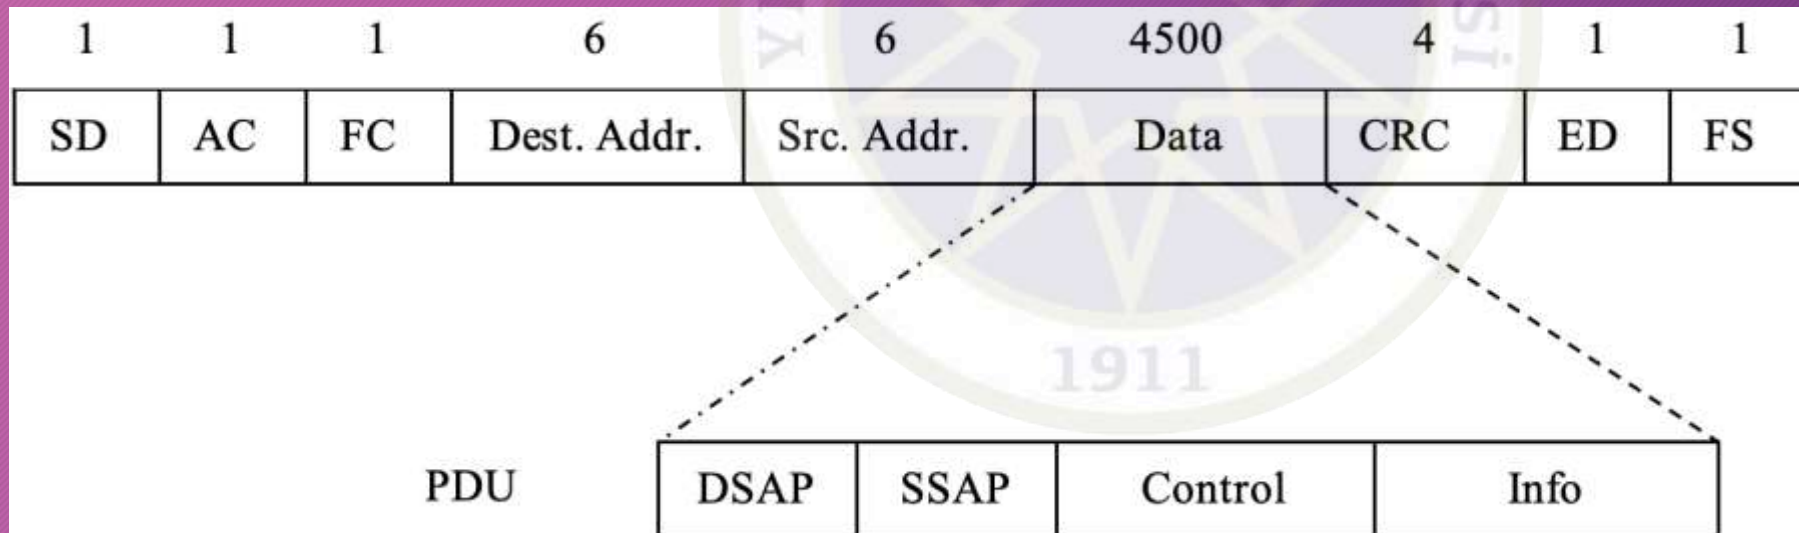 1 1 1 6 6 4500 4 1 1
SD AC FC Dest. Addr. Src. Addr. Data CRC ED FS
1911
PDU DSAP SSAP Control Info